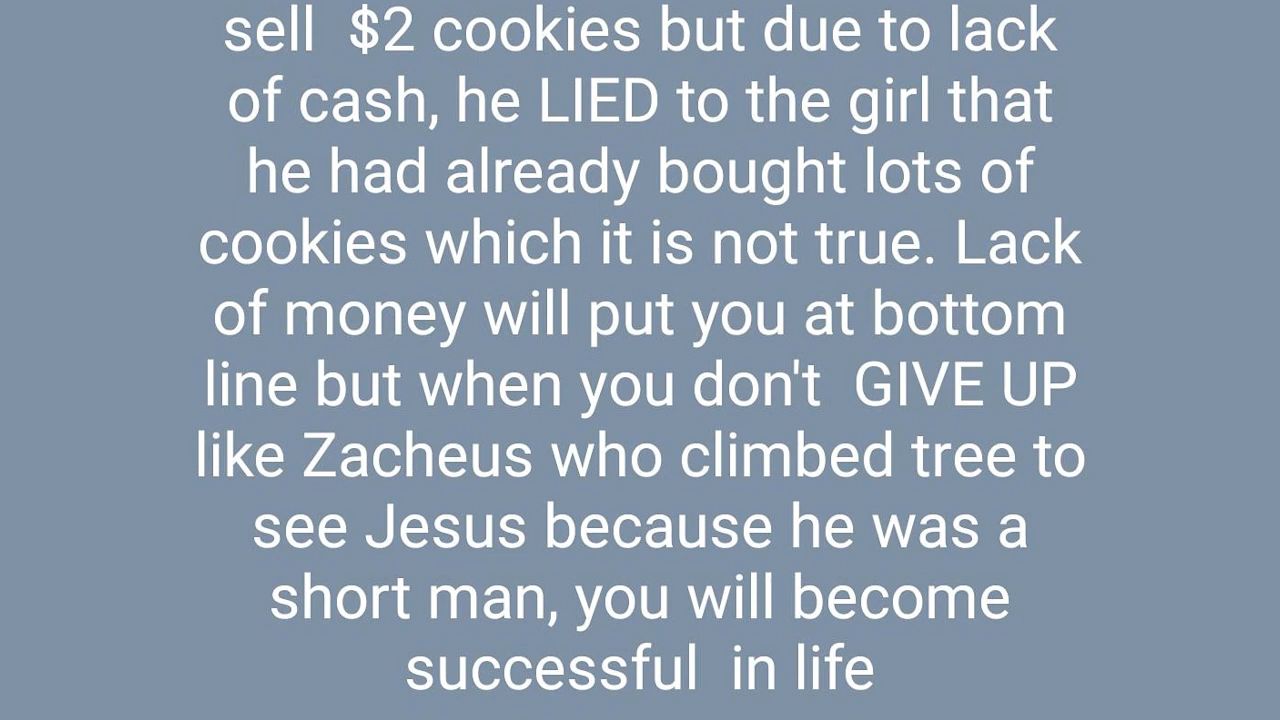 sell  $2 cookies but due to lack
of cash, he LIED to the girl that
he had already bought lots of
cookies which it is not true. Lack
of money will put you at bottom
line but when you don't  GIVE UP
like Zacheus who climbed tree to
see Jesus because he was a
short man, you will become
successful  in life